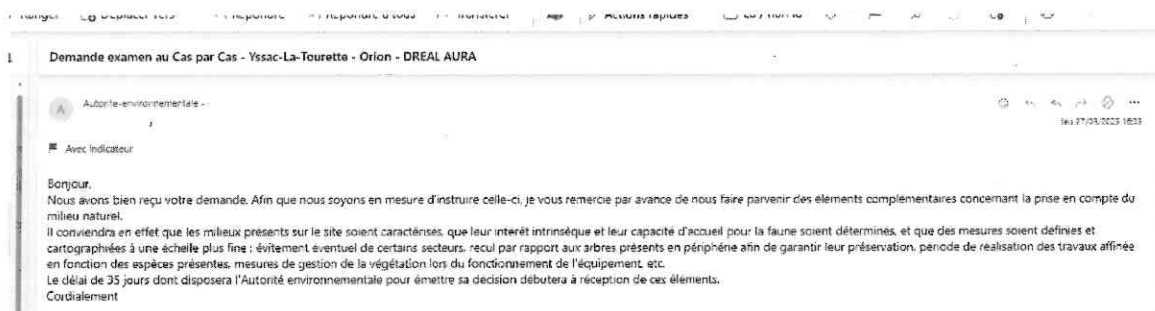 Répondre à tous
Actions rapides
1
Demande examen au Cas par Cas - Yssac-La-Tourette - Orion - DREAL AURA
A
Autorite-environnementale -
Avec Indicateur
Bonjour,
Nous avons bien reçu votre demande. Afin que nous soyons en mesure d'instruire celle-ci, je vous remercie par avance de nous faire parvenir des éléments complémentaires concernant la prise en compte du
milieu naturel.
Il conviendra en effet que les milieux présents sur le site soient caractérisés, que leur intérêt intrinsèque et leur capacité d'accueil pour la faune soient déterminés, et que des mesures soient définies et
cartographiées à une échelle plus fine : évitement éventuel de certains secteurs, recul par rapport aux arbres présents en périphérie afin de garantir leur préservation, période de réalisation des travaux affinée
en fonction des espèces présentes, mesures de gestion de la végétation lors du fonctionnement de l'équipement, etc.
Le délai de 35 jours dont disposera l'Autorité environnementale pour émettre sa décision débutera à réception de ces éléments.
Cordialement